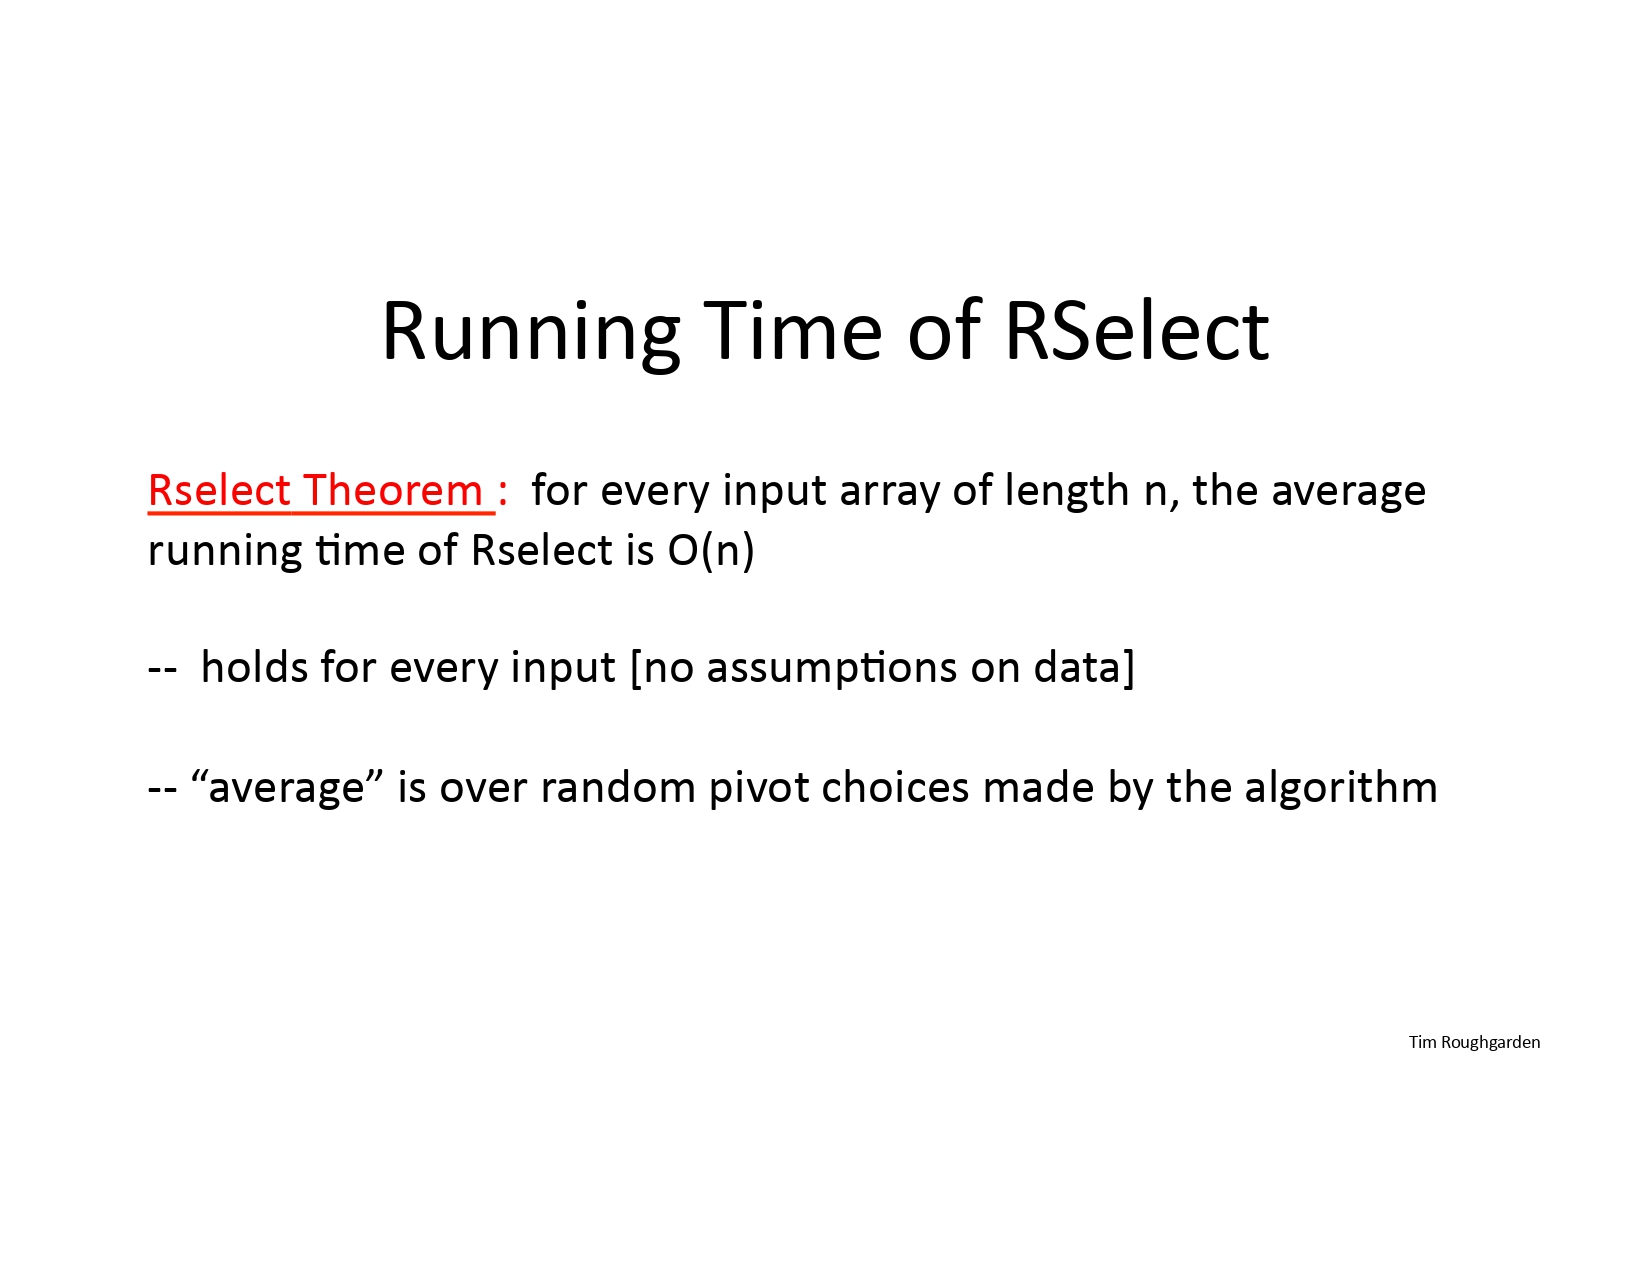 Running Time of RSelect
Rselect Theorem :  for every input array of length n, the average
running time of Rselect is O(n)
--  holds for every input [no assumptions on data]
-- “average” is over random pivot choices made by the algorithm
Tim Roughgarden